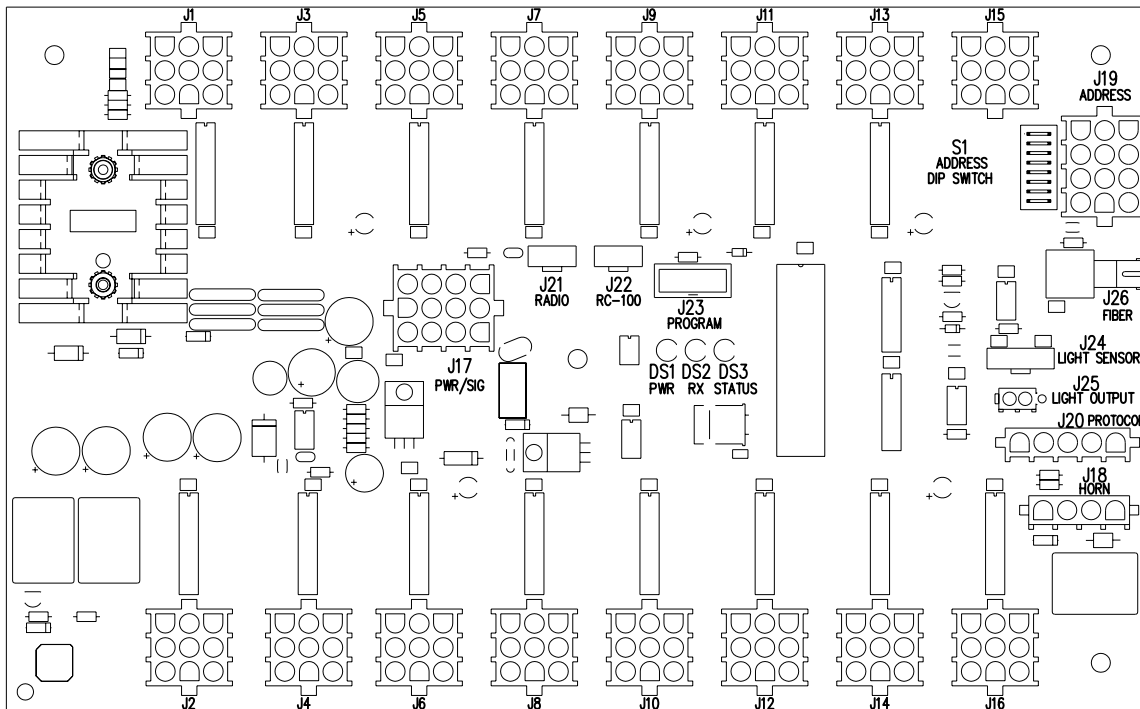 J1
J3
J5
J7
J9
J11
J13
J15
J19
ADDRESS
S1
ADDRESS
DIP SWITCH
J21
RADIO
J22
RC-100
J23
PROGRAM
J26
FIBER
J17
PWR/SIG
DS1 DS2 DS3
PWR RX STATUS
J24
LIGHT SENSOR
J25
LIGHT OUTPUT
J20 PROTOCOL
J18
HORN
J2
J4
J6
J8
J10
J12
J14
J16